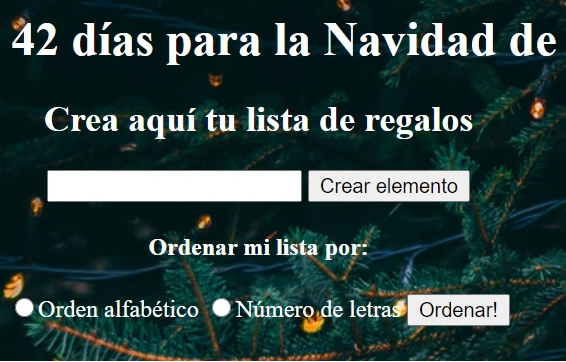 42 días para la Navidad de
Crea aquí tu lista de regalos
Crear elemento
Ordenar mi lista por:
Orden alfabético Número de letras Ordenar!